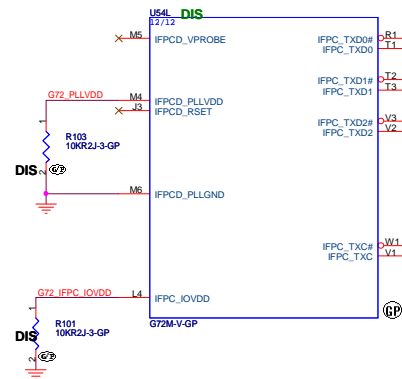 U54L DIS
12/12
M5 IFPCD_VPROBE IFPC_TXD0# R1
IFPC_TXD0 T1
IFPC_TXD1# T2
G72_PLLVDD M4 IFPCD_PLLVDD IFPC_TXD1 T3
J3 IFPCD_RSET
1
IFPC_TXD2# V3
R103 IFPC_TXD2 V2
10KR2J-3-GP
DIS 2 G/P
M6 IFPCD_PLLGND
IFPC_TXC# W1
IFPC_TXC V1
G72_IFPC_IOVDD L4 IFPC_IOVDD
1 GP
R101 G72M-V-GP
10KR2J-3-GP
DIS
2 G/P